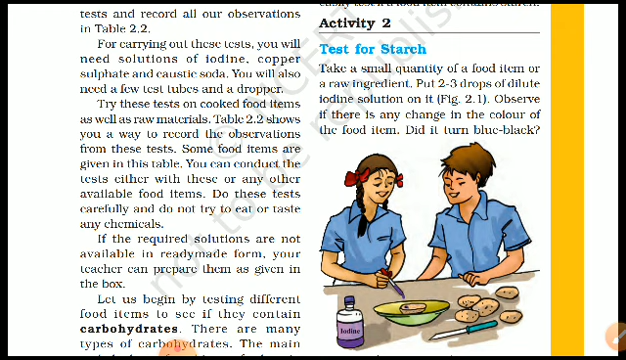 tests and record all our observations
in Table 2.2.
For carrying out these tests, you will
need solutions of iodine, copper
sulphate and caustic soda. You will also
need a few test tubes and a dropper.
Try these tests on cooked food items
as well as raw materials. Table 2.2 shows
you a way to record the observations
from these tests. Some food items are
given in this table. You can conduct the
tests either with these or any other
available food items. Do these tests
carefully and do not try to eat or taste
any chemicals.
If the required solutions are not
available in readymade form, your
teacher can prepare them as given in
the box.
Let us begin by testing different
food items to see if they contain
carbohydrates. There are many
types of carbohydrates. The main
Activity 2
Test for Starch
Take a small quantity of a food item or
a raw ingredient. Put 2-3 drops of dilute
iodine solution on it (Fig. 2.1). Observe
if there is any change in the colour of
the food item. Did it turn blue-black?
Iodine